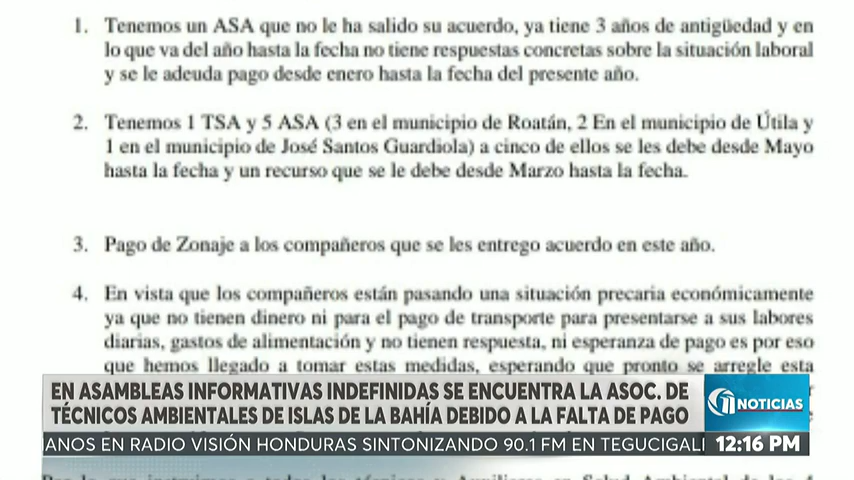 1. Tenemos un ASA que no le ha salido su acuerdo, ya tiene 3 años de antigüedad y en
lo que va del año hasta la fecha no tiene respuestas concretas sobre la situación laboral
y se le adeuda pago desde enero hasta la fecha del presente año.
2. Tenemos 1 TSA y 5 ASA (3 en el municipio de Roatán, 2 En el municipio de Útila y
1 en el municipio de José Santos Guardiola) a cinco de ellos se les debe desde Mayo
hasta la fecha y un recurso que se le debe desde Marzo hasta la fecha.
3. Pago de Zonaje a los compañeros que se les entrego acuerdo en este año.
4. En vista que los compañeros están pasando una situación precaria económicamente
ya que no tienen dinero ni para el pago de transporte para presentarse a sus labores
diarias, gastos de alimentación y no tienen respuesta, ni esperanza de pago es por eso
que hemos llegado a tomar estas medidas, esperando que pronto se arregle esta
EN ASAMBLEAS INFORMATIVAS INDEFINIDAS SE ENCUENTRA LA ASOC. DE
TÉCNICOS AMBIENTALES DE ISLAS DE LA BAHÍA DEBIDO A LA FALTA DE PAGO
11 NOTICIAS
ANOS EN RADIO VISIÓN HONDURAS SINTONIZANDO 90.1 FM EN TEGUCIGAL
12:16 PM